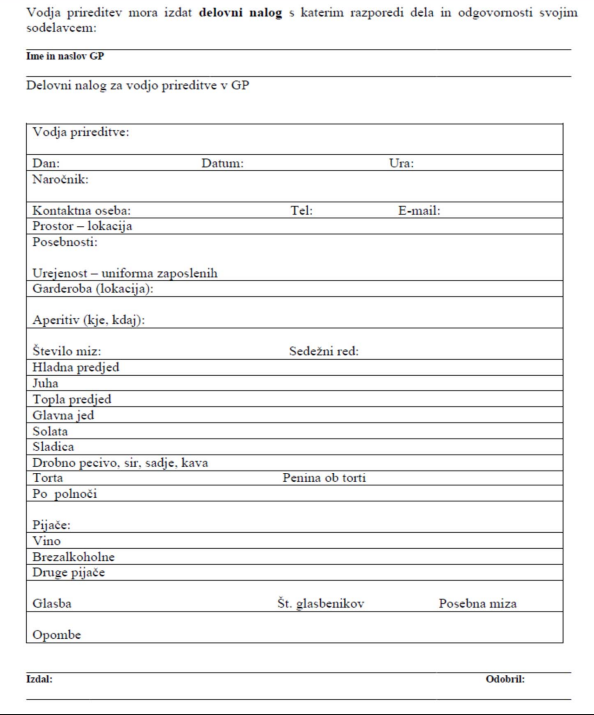 Vodja prireditev mora izdat delovni nalog s katerim razporedi dela in odgovornosti svojim
sodelavcem:
Ime in naslov GP
Delovni nalog za vodjo prireditve v GP
Vodja prireditve:
Dan: Datum: Ura:
Naročnik:
Kontaktna oseba: Tel: E-mail:
Prostor – lokacija
Posebnosti:
Urejenost – uniforma zaposlenih
Garderoba (lokacija):
Aperitiv (kje, kdaj):
Število miz: Sedežni red:
Hladna predjed
Juha
Topla predjed
Glavna jed
Solata
Sladica
Drobno pecivo, sir, sadje, kava
Torta Penina ob torti
Po polnoči
Pijače:
Vino
Brezalkoholne
Druge pijače
Glasba Št. glasbenikov Posebna miza
Opombe
Izdal: Odobril: